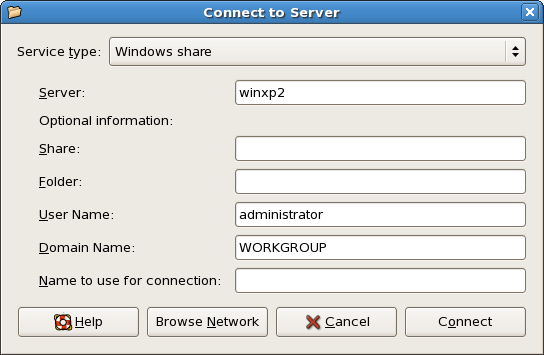 Connect to Server
Service type: Windows share
Server: winxp2
Optional information:
Share:
Folder:
User Name: administrator
Domain Name: WORKGROUP
Name to use for connection:
Help Browse Network Cancel Connect